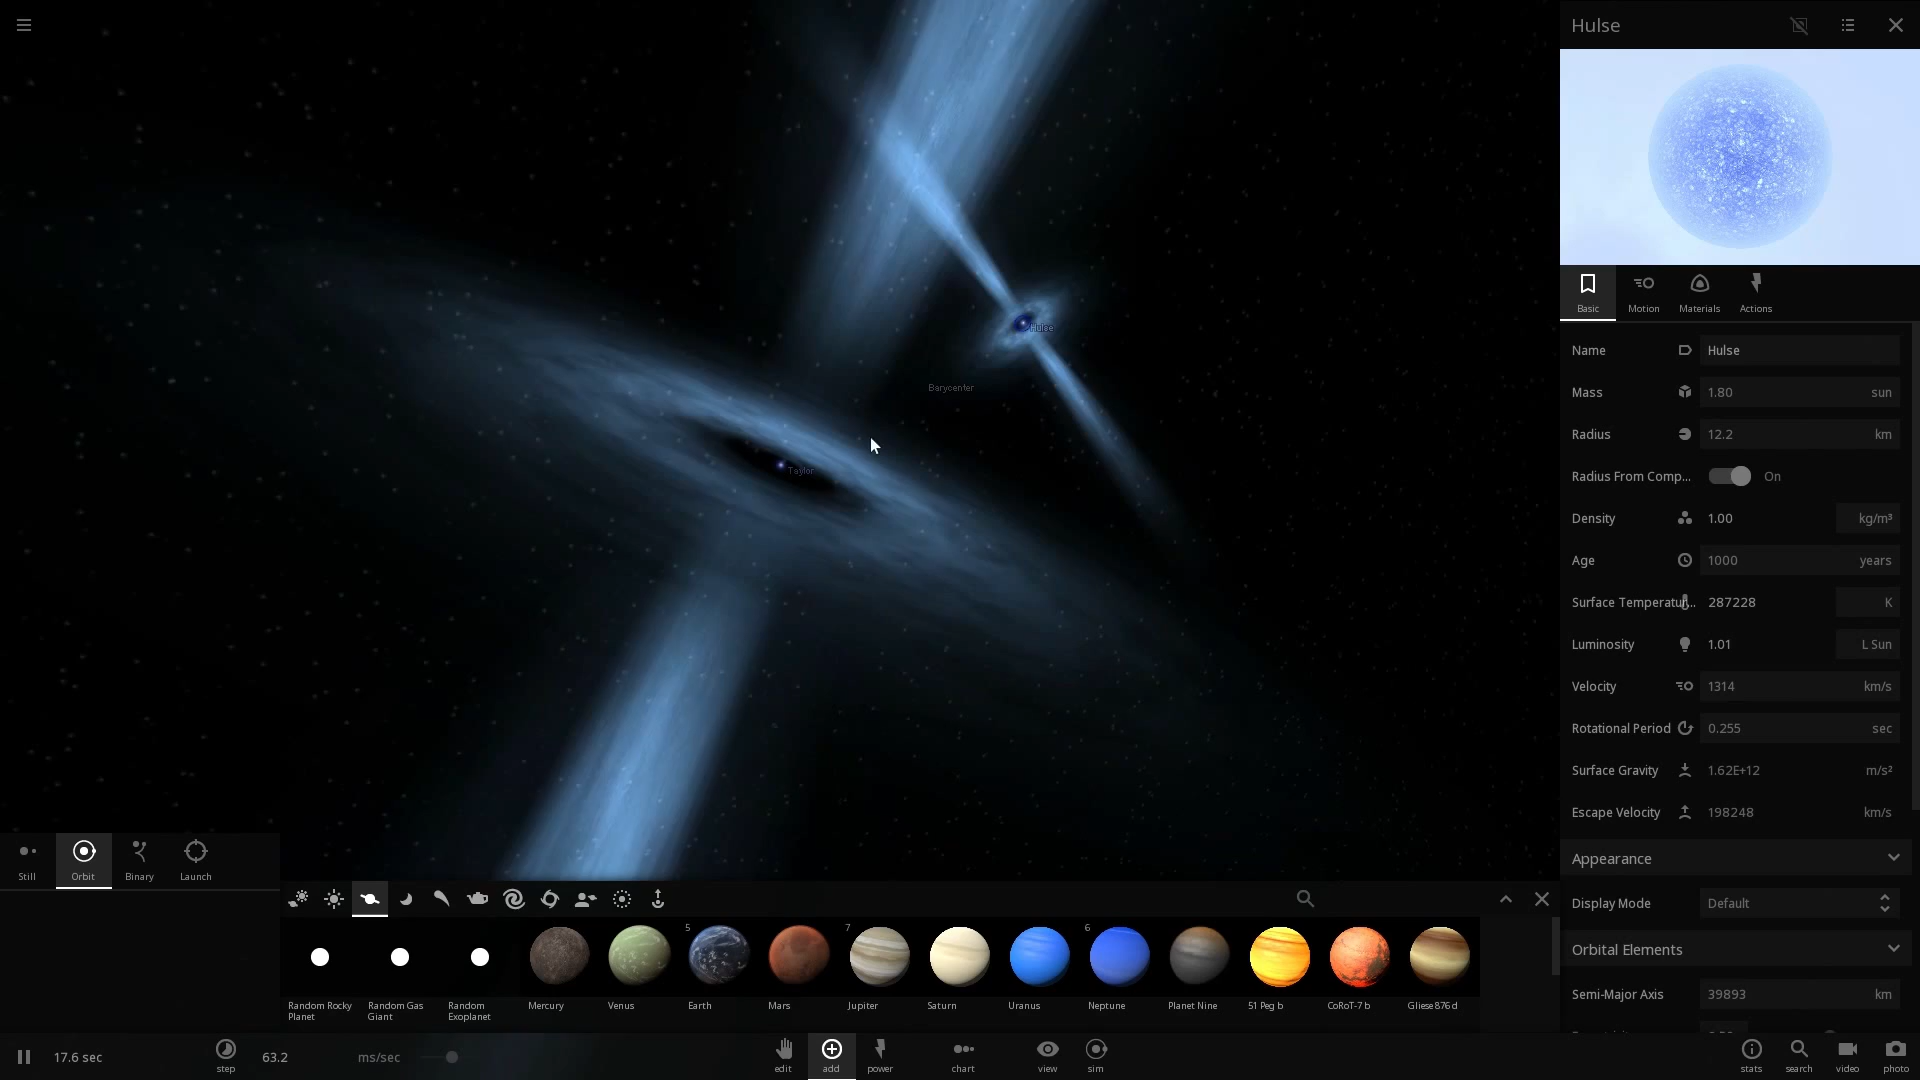 Hulse
Hulse
Barycenter
Taylor
Basic
Motion
Materials
Actions
Name
Hulse
Mass
1.80
sun
Radius
12.2
km
Radius From Comp...
On
Density
1.00
kg/m³
Age
1000
years
Surface Temperatur...
287228
K
Luminosity
1.01
L Sun
Velocity
1314
km/s
Rotational Period
0.255
sec
Surface Gravity
1.62E+12
m/s²
Escape Velocity
198248
km/s
Appearance
Display Mode
Default
Orbital Elements
Semi-Major Axis
39893
km
Still
Orbit
Binary
Launch
5
7
6
Random Rocky
Planet
Random Gas
Giant
Random
Exoplanet
Mercury
Venus
Earth
Mars
Jupiter
Saturn
Uranus
Neptune
Planet Nine
51 Peg b
CoRoT-7 b
Gliese 876 d
17.6 sec
step
63.2
ms/sec
edit
add
power
chart
view
sim
stats
search
video
photo